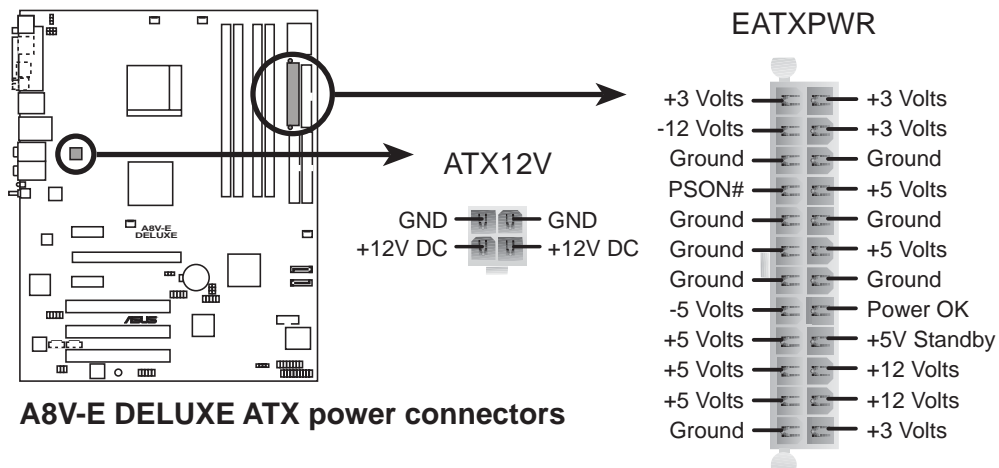 EATXPWR
+3 Volts +3 Volts
-12 Volts +3 Volts
Ground Ground
PSON# +5 Volts
Ground Ground
Ground +5 Volts
Ground Ground
-5 Volts Power OK
+5 Volts +5V Standby
+5 Volts +12 Volts
+5 Volts +12 Volts
Ground +3 Volts
ATX12V
GND GND
+12V DC +12V DC
A8V-E
DELUXE
ASUS
A8V-E DELUXE ATX power connectors